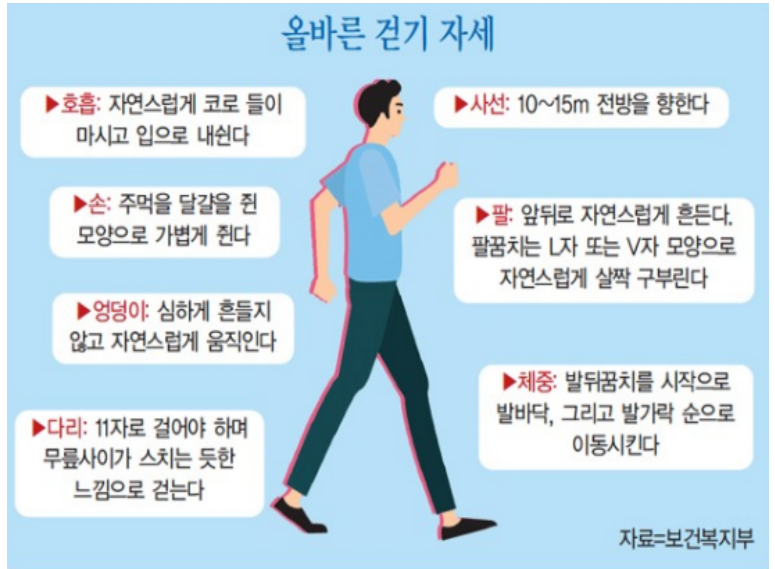 올바른 걷기 자세
▶호흡: 자연스럽게 코로 들이
마시고 입으로 내쉰다
▶사선: 10~15m 전방을 향한다
▶손: 주먹을 달걀을 쥔
모양으로 가볍게 쥔다
▶팔: 앞뒤로 자연스럽게 흔든다.
팔꿈치는 L자 또는 V자 모양으로
자연스럽게 살짝 구부린다
▶엉덩이: 심하게 흔들지
않고 자연스럽게 움직인다
▶체중: 발뒤꿈치를 시작으로
발바닥, 그리고 발가락 순으로
이동시킨다
▶다리: 11자로 걸어야 하며
무릎사이가 스치는 듯한
느낌으로 걷는다
자료=보건복지부